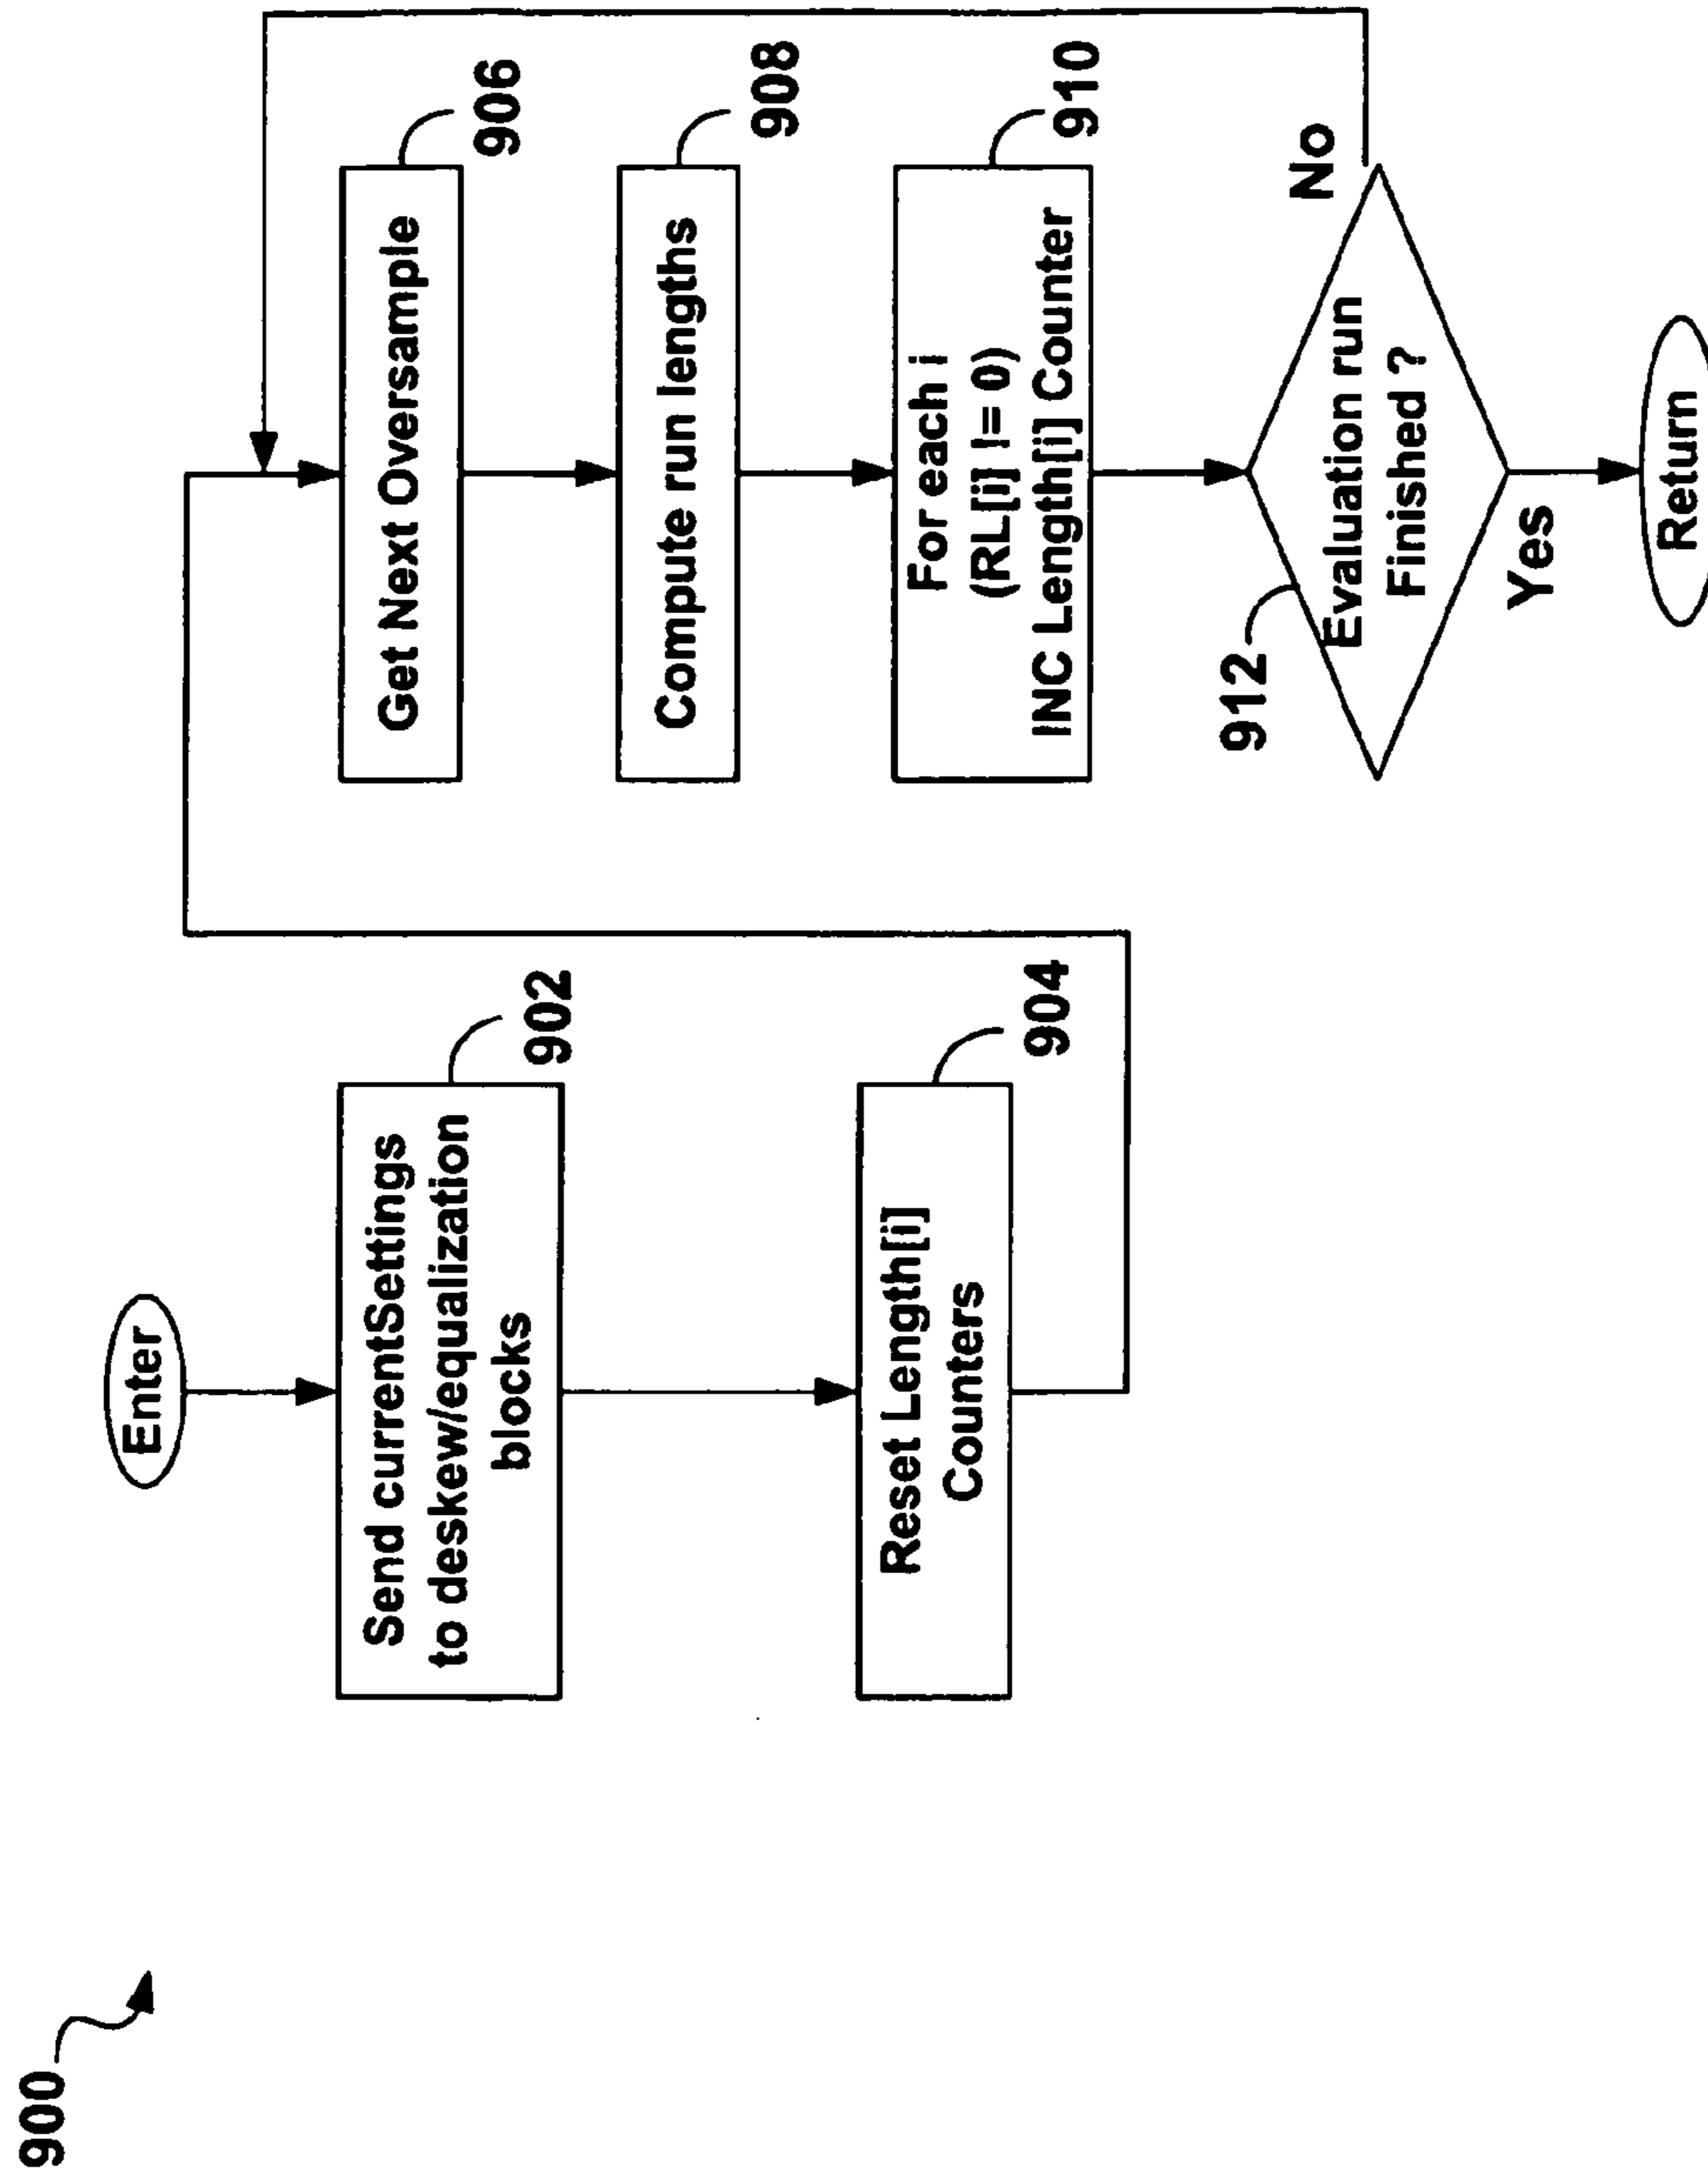 900
Enter
Send currentSettings
to deskew/equalization
blocks
902
Reset Length[i]
Counters
904
Get Next Oversample
906
Compute run lengths
908
For each i
(RL[i] != 0)
INC Length[i] Counter
910
912
Evaluation run
Finished ?
No
Yes
Return